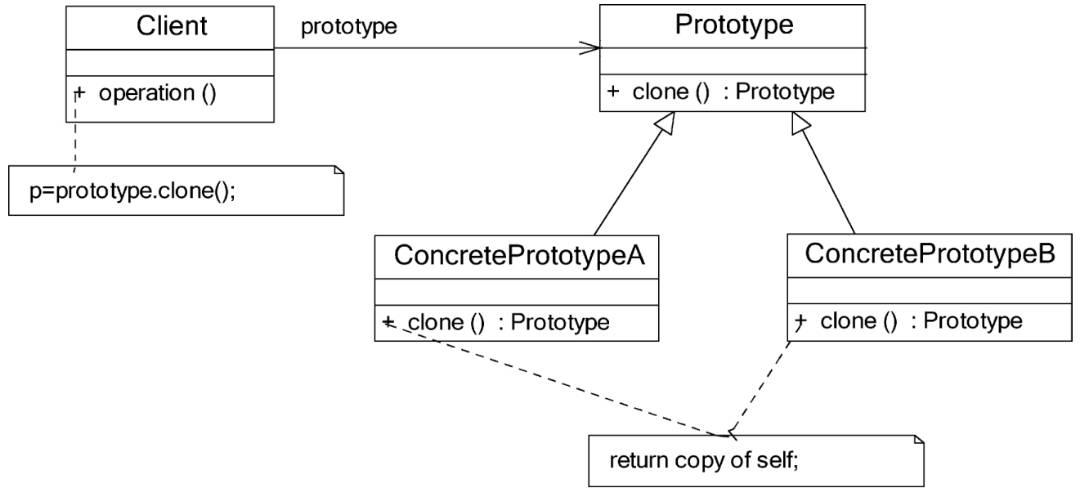 Client
prototype
Prototype
+ operation ()
+ clone () : Prototype
p=prototype.clone();
ConcretePrototypeA
ConcretePrototypeB
+ clone () : Prototype
+ clone () : Prototype
return copy of self;